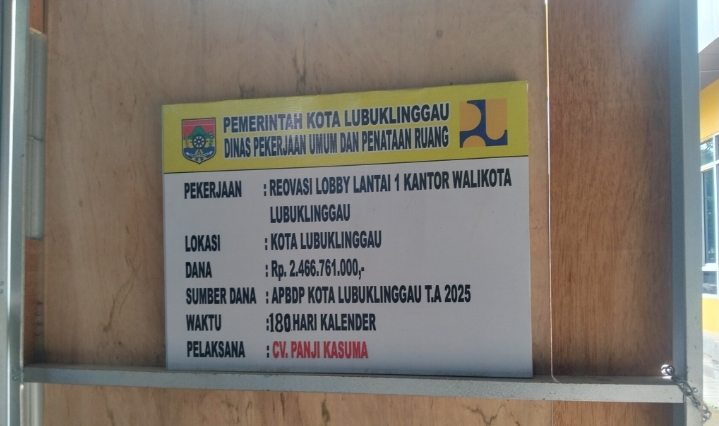 PEMERINTAH KOTA LUBUKLINGGAU
DINAS PEKERJAAN UMUM DAN PENATAAN RUANG
PEKERJAAN : REOVASI LOBBY LANTAI 1 KANTOR WALIKOTA
LUBUKLINGGAU
LOKASI : KOTA LUBUKLINGGAU
DANA : Rp. 2.466.761.000,-
SUMBER DANA : APBDP KOTA LUBUKLINGGAU T.A 2025
WAKTU : 180 HARI KALENDER
PELAKSANA : CV. PANJI KASUMA